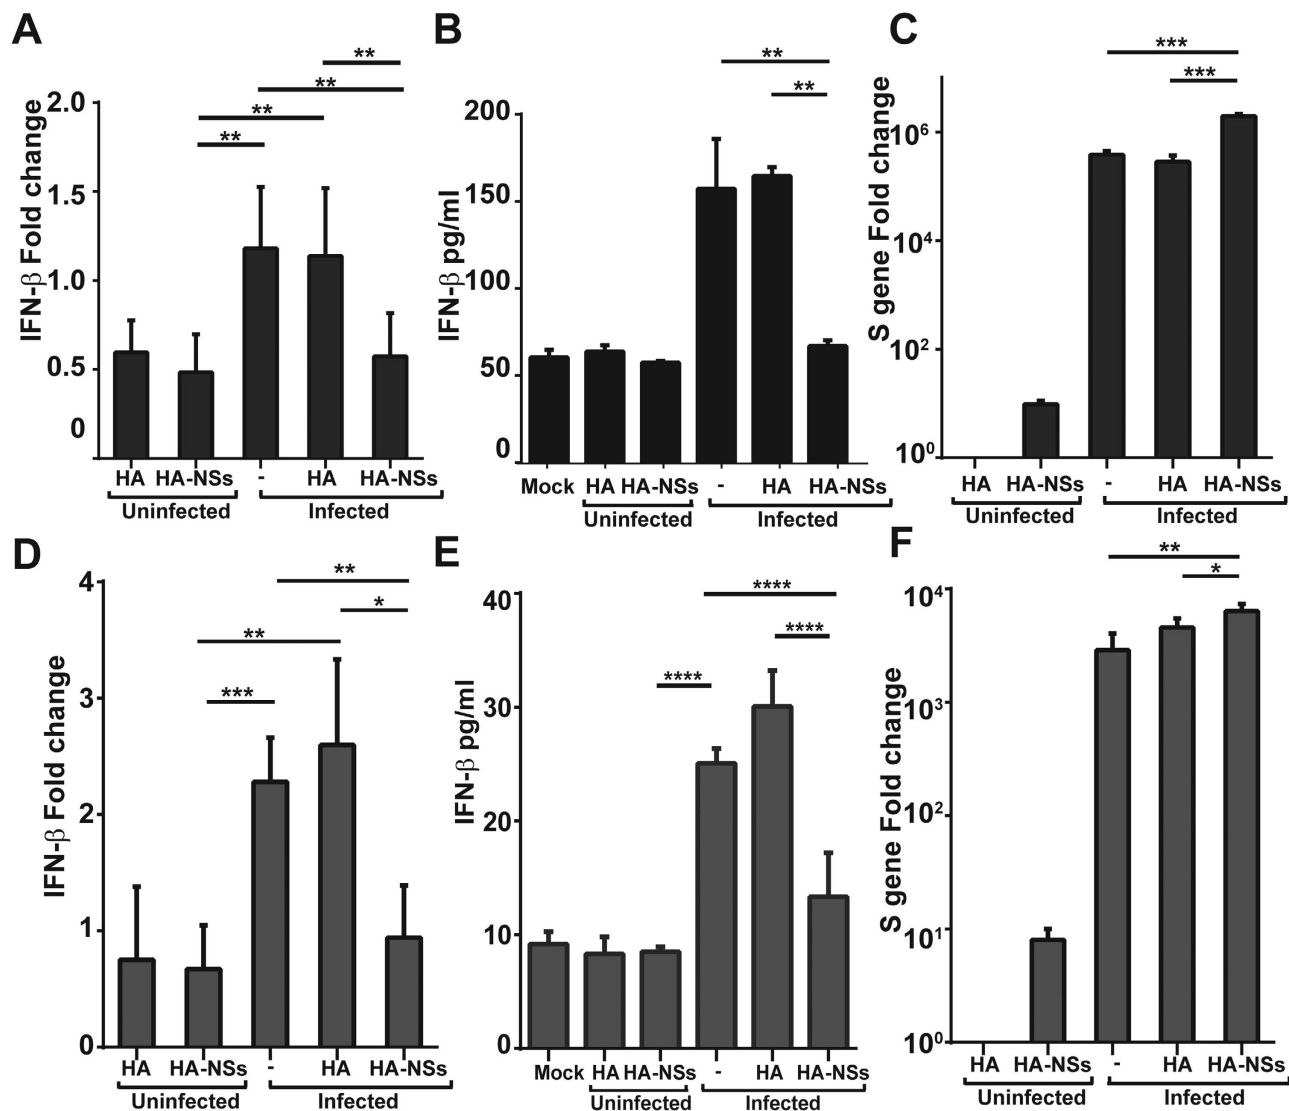 A
IFN-β Fold change
2.0
1.5
1.0
0.5
0
**
**
**
**
HA HA-NSs - HA HA-NSs
Uninfected Infected
B
IFN-β pg/ml
200
150
100
50
0
**
**
Mock HA HA-NSs - HA HA-NSs
Uninfected Infected
C
S gene Fold change
10⁶
10⁴
10²
10⁰
***
***
HA HA-NSs - HA HA-NSs
Uninfected Infected
D
IFN-β Fold change
4
3
2
1
0
**
*
**
***
HA HA-NSs - HA HA-NSs
Uninfected Infected
E
IFN-β pg/ml
40
30
20
10
0
****
****
****
Mock HA HA-NSs - HA HA-NSs
Uninfected Infected
F
S gene Fold change
10⁴
10³
10²
10¹
10⁰
**
*
HA HA-NSs - HA HA-NSs
Uninfected Infected